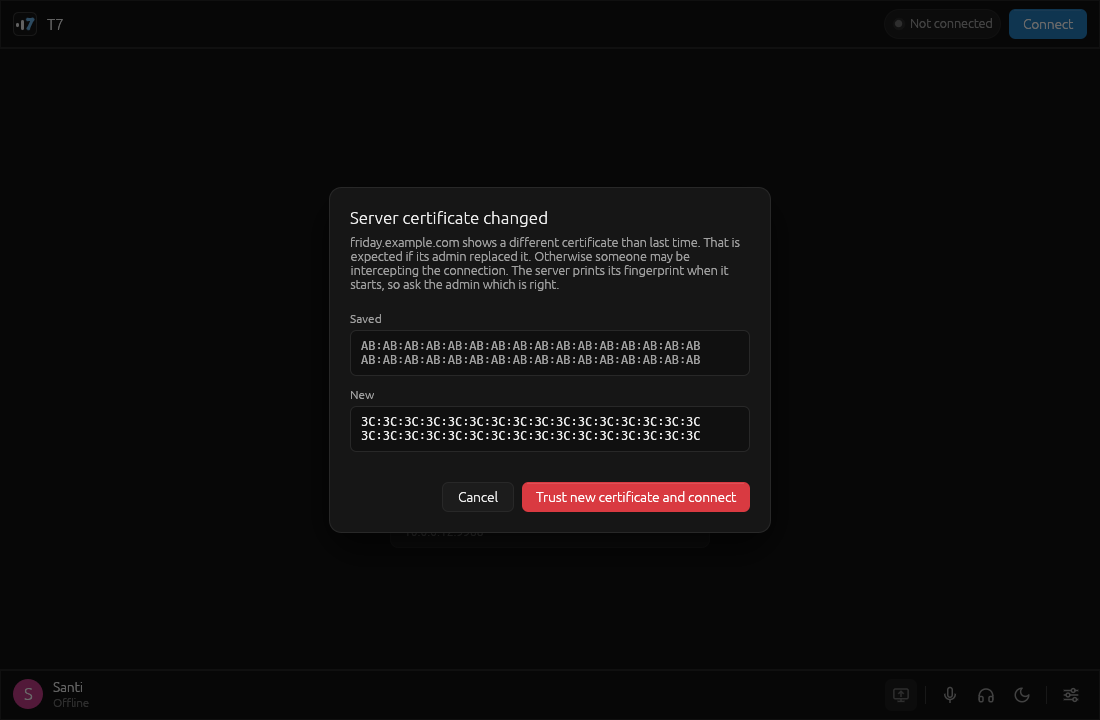 T7
Not connected
Connect
Server certificate changed
friday.example.com shows a different certificate than last time. That is
expected if its admin replaced it. Otherwise someone may be
intercepting the connection. The server prints its fingerprint when it
starts, so ask the admin which is right.
Saved
AB:AB:AB:AB:AB:AB:AB:AB:AB:AB:AB:AB:AB:AB:AB:AB
AB:AB:AB:AB:AB:AB:AB:AB:AB:AB:AB:AB:AB:AB:AB:AB
New
3C:3C:3C:3C:3C:3C:3C:3C:3C:3C:3C:3C:3C:3C:3C:3C
3C:3C:3C:3C:3C:3C:3C:3C:3C:3C:3C:3C:3C:3C:3C:3C
Cancel
Trust new certificate and connect
S
Santi
Offline